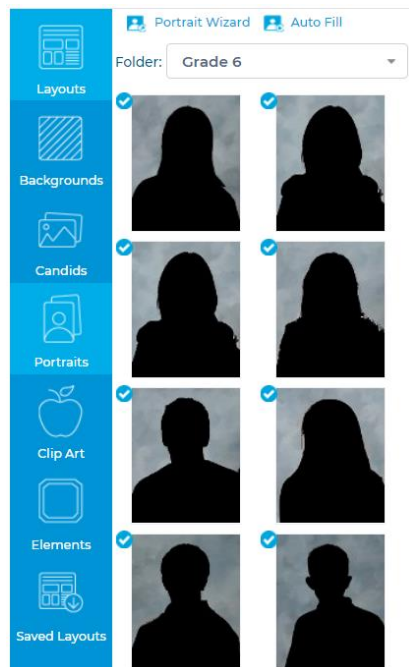 Portrait Wizard Auto Fill
Folder: Grade 6
Layouts
Backgrounds
Candids
Portraits
Clip Art
Elements
Saved Layouts